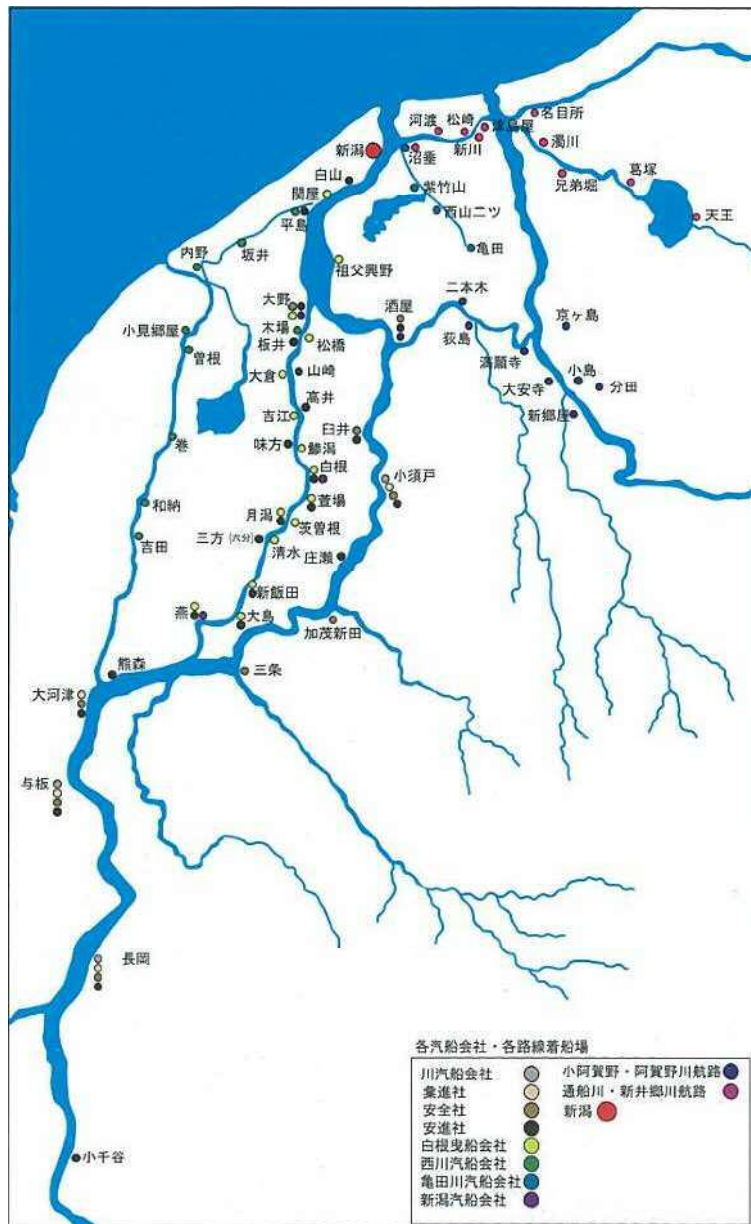 名目所
河渡
松崎
新川
濁川
新潟
沼垂
兄弟堀
葛塚
白山
紫竹山
関屋
西山二ツ
天王
平島
坂井
亀田
内野
祖父興野
大野
酒屋
二本木
京ヶ島
小見郷屋
木場
板井
松橋
荻島
曽根
満願寺
大倉
山崎
大安寺
小島
分田
高井
吉江
新郷屋
臼井
巻
味方
鯵潟
白根
小須戸
萱場
和納
月潟
茨曽根
吉田
三方(六分)
清水
庄瀬
新飯田
燕
大島
加茂新田
熊森
三条
大河津
与板
長岡
各汽船会社・各路線着船場
川汽船会社
彙進社
安全社
安進社
白根曳船会社
西川汽船会社
亀田川汽船会社
新潟汽船会社
小阿賀野・阿賀野川航路
通船川・新井郷川航路
新潟
小千谷